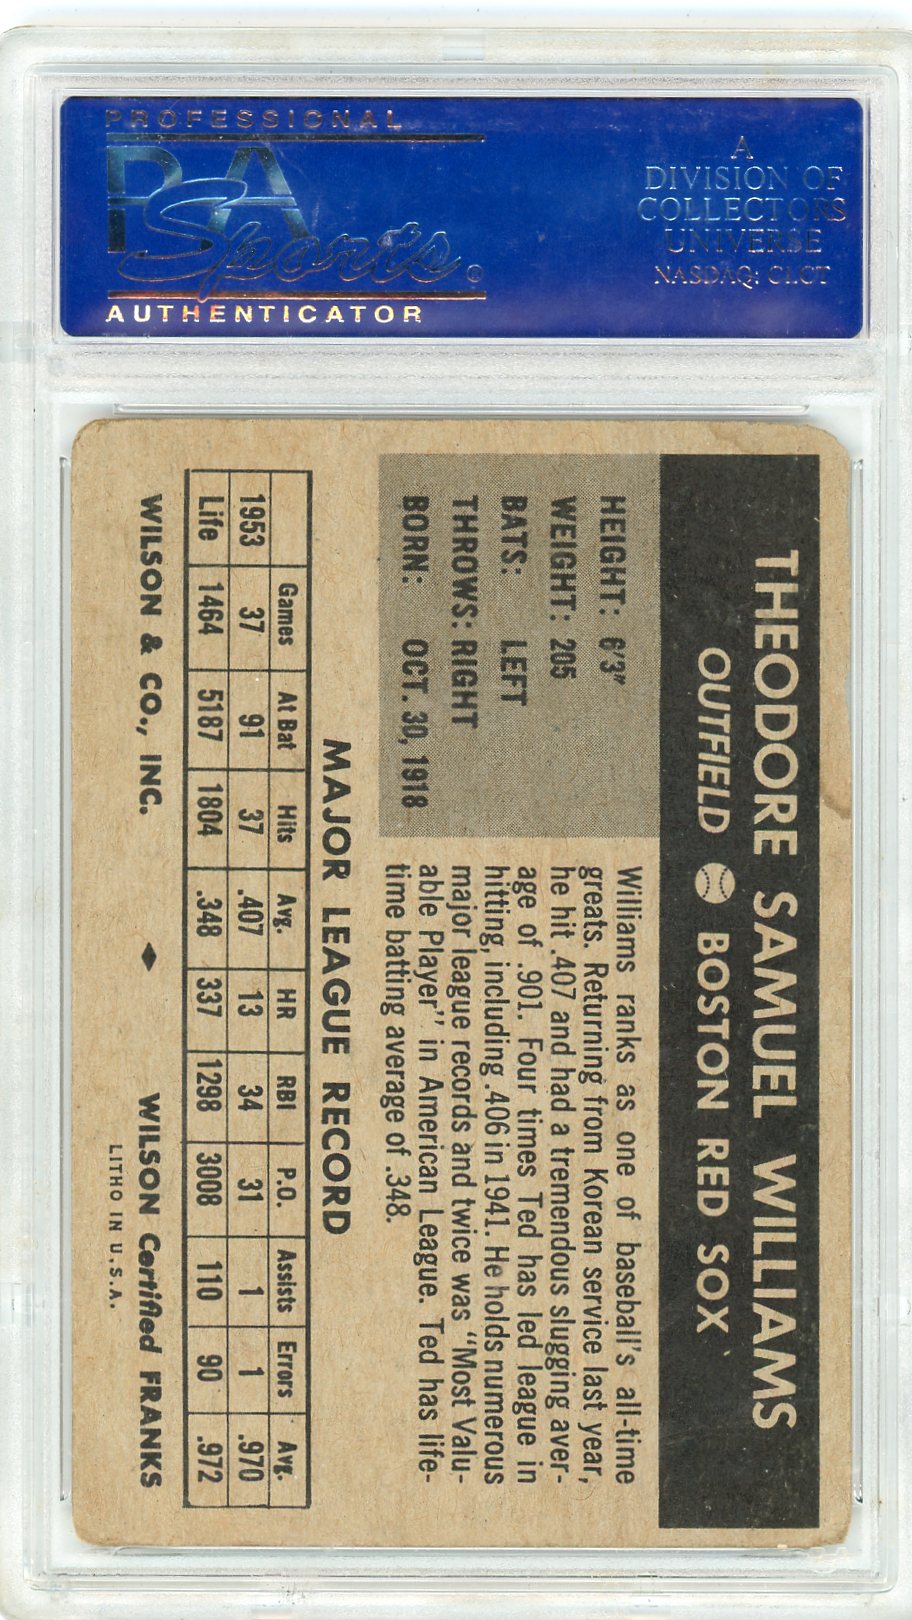 PROFESSIONAL
PSA
Sports
AUTHENTICATOR
A
DIVISION OF
COLLECTORS
UNIVERSE
NASDAQ: CLCT
THEODORE SAMUEL WILLIAMS
OUTFIELD BOSTON RED SOX
HEIGHT: 6'3"
WEIGHT: 205
BATS: LEFT
THROWS: RIGHT
BORN: OCT. 30, 1918
Williams ranks as one of baseball's all-time
greats. Returning from Korean service last year,
he hit .407 and had a tremendous slugging aver-
age of .901. Four times Ted has led league in
hitting, including .406 in 1941. He holds numerous
major league records and twice was "Most Valu-
able Player" in American League. Ted has life-
time batting average of .348.
MAJOR LEAGUE RECORD
Games At Bat Hits Avg. HR RBI P.O. Assists Errors Avg.
1953 37 91 37 .407 13 34 31 1 1 .970
Life 1464 5187 1804 .348 337 1298 3008 110 90 .972
WILSON & CO., INC. ♦ WILSON Certified FRANKS
LITHO IN U.S.A.